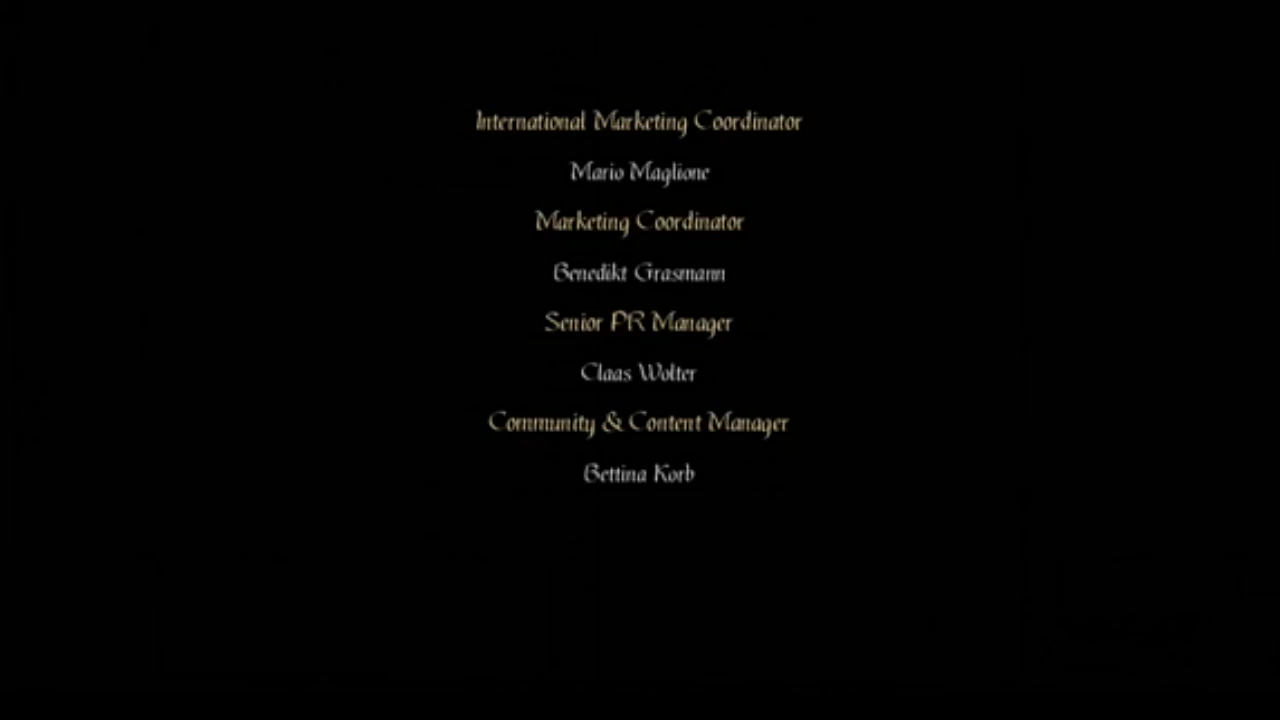 International Marketing Coordinator
Mario Maglione
Marketing Coordinator
Benedikt Grasmann
Senior PR Manager
Claas Wolter
Community & Content Manager
Bettina Korb